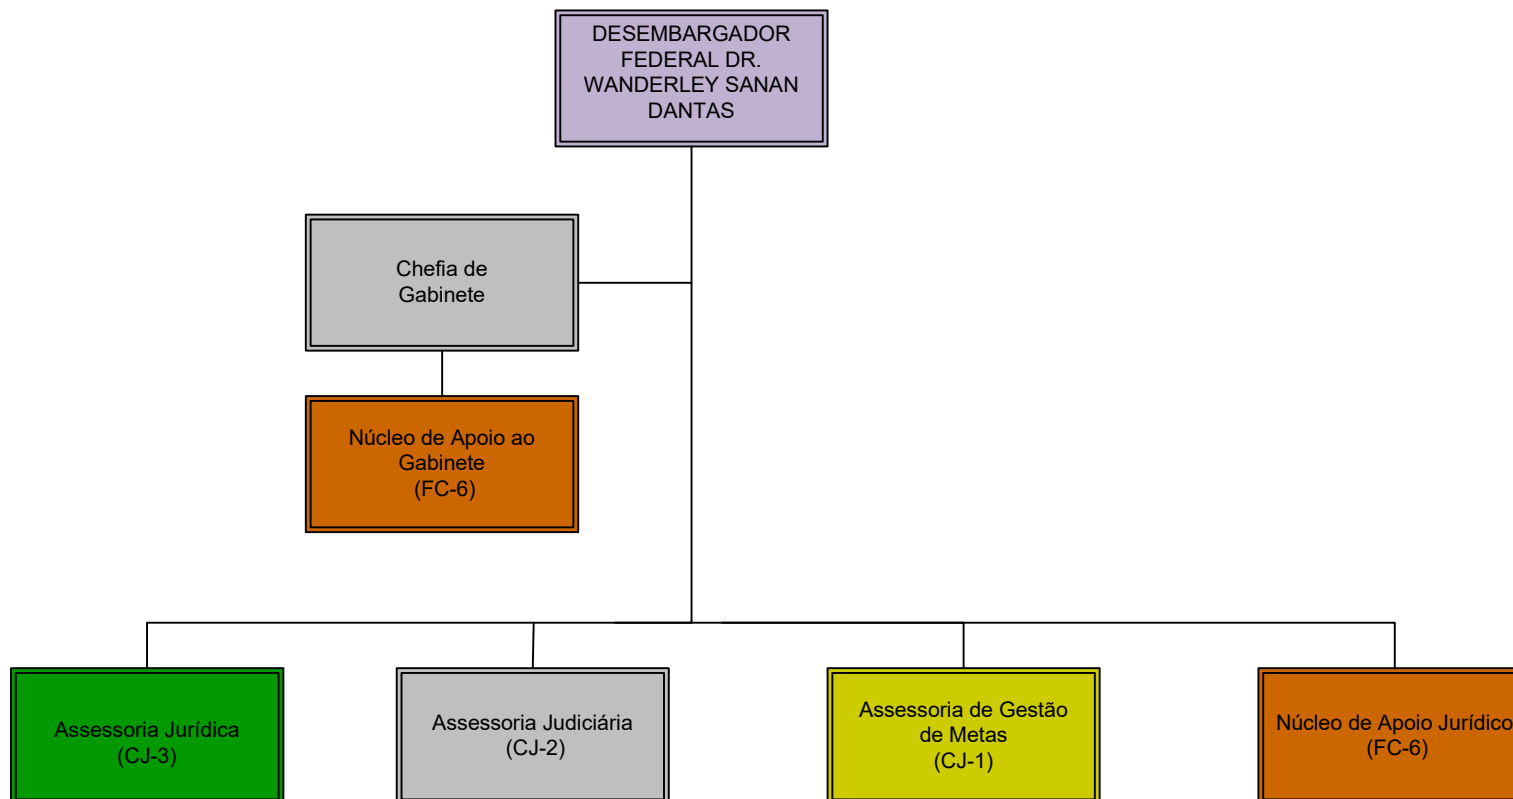 DESEMBARGADOR
FEDERAL DR.
WANDERLEY SANAN
DANTAS
Chefia de
Gabinete
Núcleo de Apoio ao
Gabinete
(FC-6)
Assessoria Jurídica
(CJ-3)
Assessoria Judiciária
(CJ-2)
Assessoria de Gestão
de Metas
(CJ-1)
Núcleo de Apoio Jurídico
(FC-6)